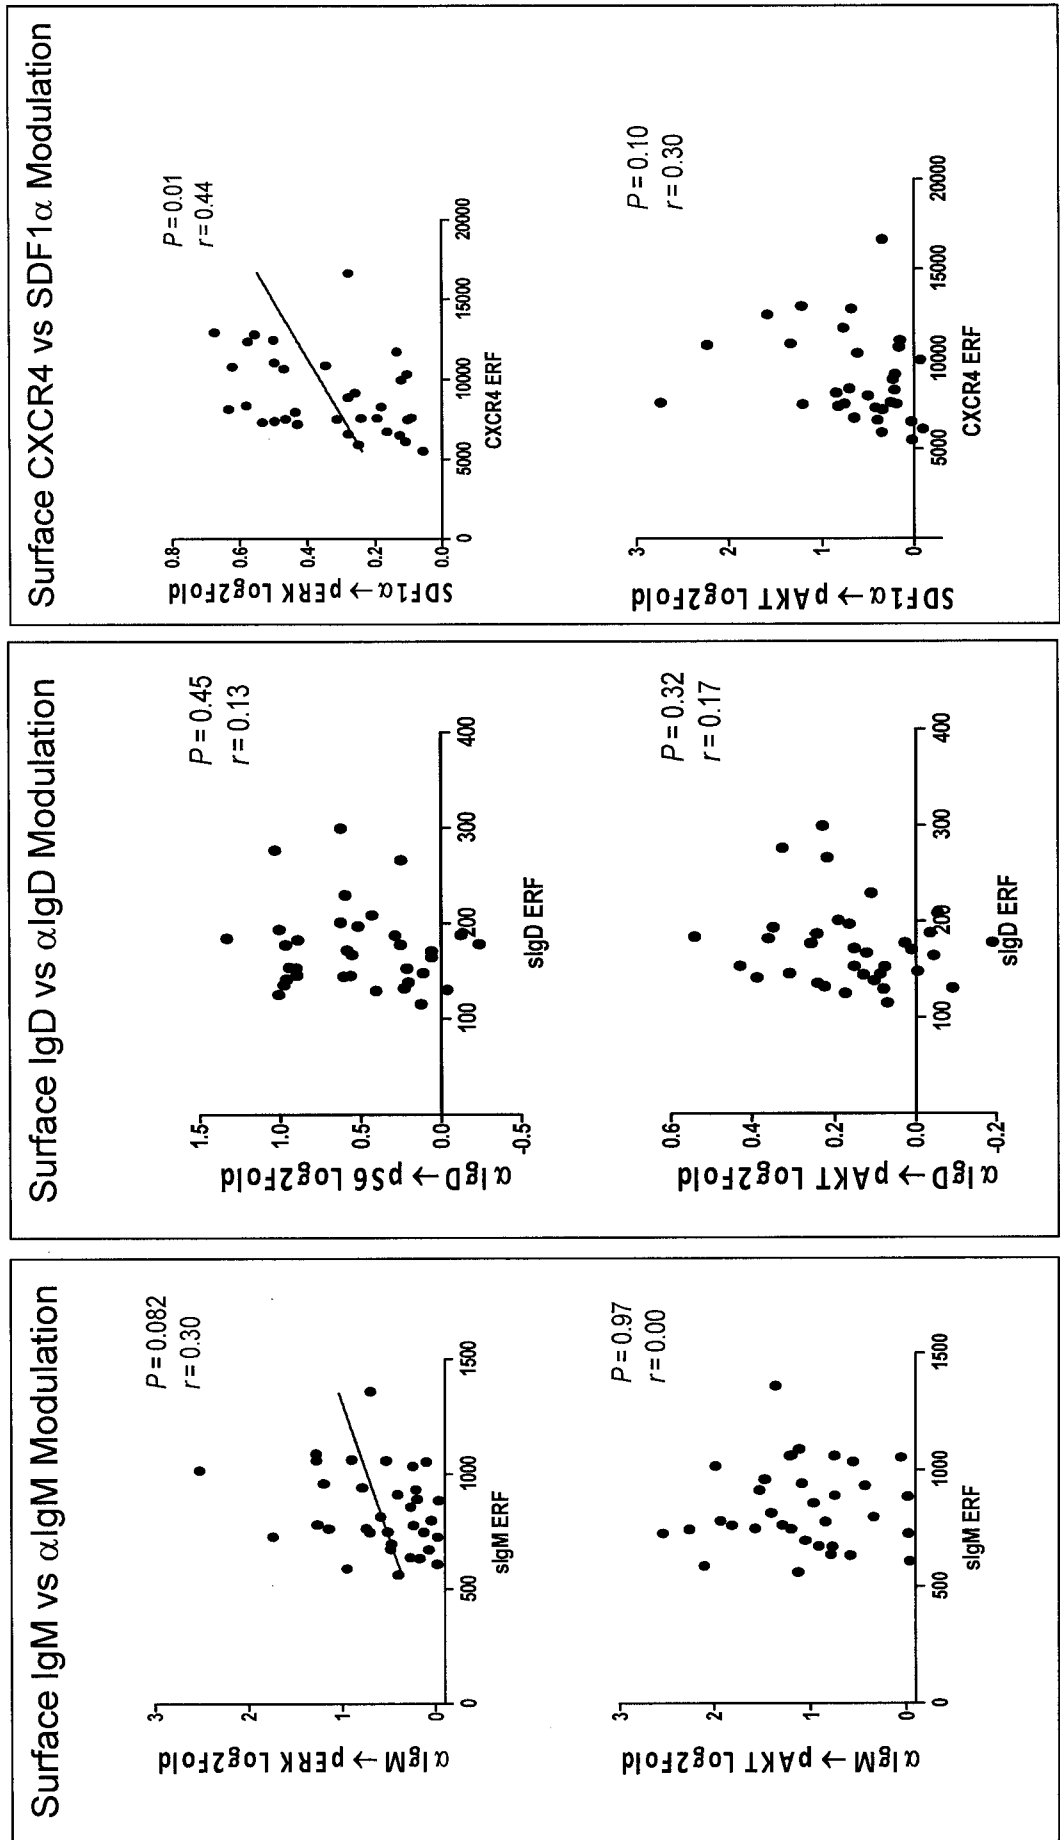 Surface IgM vs αIgM Modulation
P = 0.082
r = 0.30
αIgM → pERK Log2Fold
3
2
1
0
0 500 1000 1500
sIgM ERF
P = 0.97
r = 0.00
αIgM → pAKT Log2Fold
3
2
1
0
0 500 1000 1500
sIgM ERF
Surface IgD vs αIgD Modulation
P = 0.45
r = 0.13
αIgD → pS6 Log2Fold
1.5
1.0
0.5
0.0
-0.5
100 200 300 400
sIgD ERF
P = 0.32
r = 0.17
αIgD → pAKT Log2Fold
0.6
0.4
0.2
0.0
-0.2
100 200 300 400
sIgD ERF
Surface CXCR4 vs SDF1α Modulation
P = 0.01
r = 0.44
SDF1α → pERK Log2Fold
0.8
0.6
0.4
0.2
0.0
0 5000 10000 15000 20000
CXCR4 ERF
P = 0.10
r = 0.30
SDF1α → pAKT Log2Fold
3
2
1
0
0 5000 10000 15000 20000
CXCR4 ERF